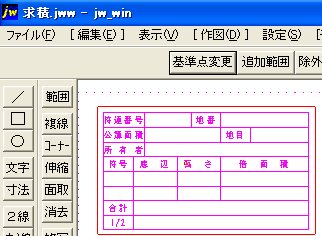 求積.jww - jw_win
ファイル(F) [編集(E)] 表示(V) [作図(D)] 設定(S)
基準点変更 追加範囲 除外
／ 範囲
□ 複線
○ コーナー
文字 伸縮
寸法 面取
2線 消去
符適番号 地番
公簿面積 地目
所有者
符号 底辺 高さ 倍面積
合計
1/2